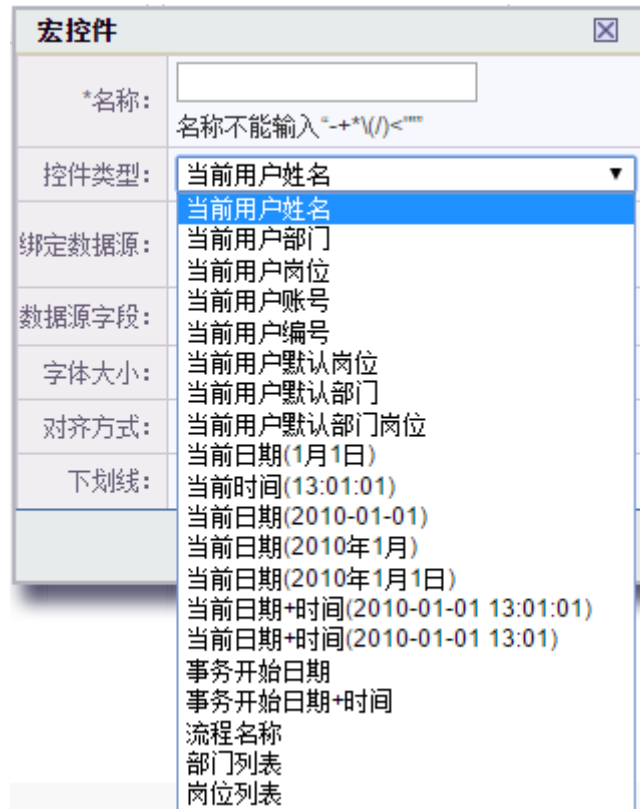 宏控件
*名称：
名称不能输入“-+*\(/)<"""
控件类型：
当前用户姓名
当前用户姓名
当前用户部门
绑定数据源：
当前用户岗位
当前用户账号
数据源字段：
当前用户编号
当前用户默认岗位
字体大小：
当前用户默认部门
当前用户默认部门岗位
对齐方式：
当前日期(1月1日)
下划线：
当前时间(13:01:01)
当前日期(2010-01-01)
当前日期(2010年1月)
当前日期(2010年1月1日)
当前日期+时间(2010-01-01 13:01:01)
当前日期+时间(2010-01-01 13:01)
事务开始日期
事务开始日期+时间
流程名称
部门列表
岗位列表